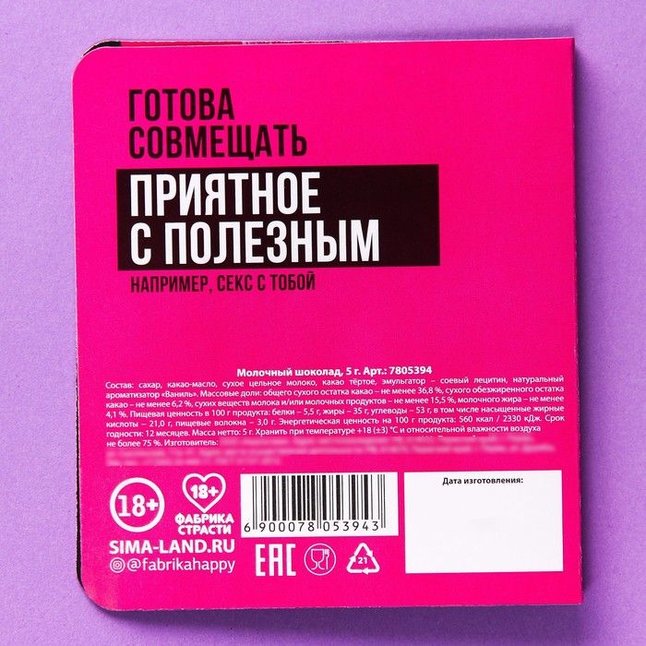 ГОТОВА
СОВМЕЩАТЬ
ПРИЯТНОЕ
С ПОЛЕЗНЫМ
НАПРИМЕР, СЕКС С ТОБОЙ
Молочный шоколад, 5 г. Арт.: 7805394
Состав: сахар, какао-масло, сухое цельное молоко, какао тёртое, эмульгатор – соевый лецитин, натуральный
ароматизатор «Ваниль». Массовые доли: общего сухого остатка какао – не менее 36,8 %, сухого обезжиренного остатка
какао – не менее 6,2 %, сухих веществ молока и/или молочных продуктов – не менее 15,5 %, молочного жира – не менее
4,1 %. Пищевая ценность в 100 г продукта: белки – 5,5 г, жиры – 35 г, углеводы – 53 г, в том числе насыщенные жирные
кислоты – 21,0 г, пищевые волокна – 3,0 г. Энергетическая ценность на 100 г продукта: 560 ккал / 2330 кДж. Срок
годности: 12 месяцев. Масса нетто: 5 г. Хранить при температуре +18 (±3) °С и относительной влажности воздуха
не более 75 %. Изготовитель:
18+
18+
ФАБРИКА
СТРАСТИ
SIMA-LAND.RU
@fabrikahappy
6 900078 053943
EAC
21
Дата изготовления: